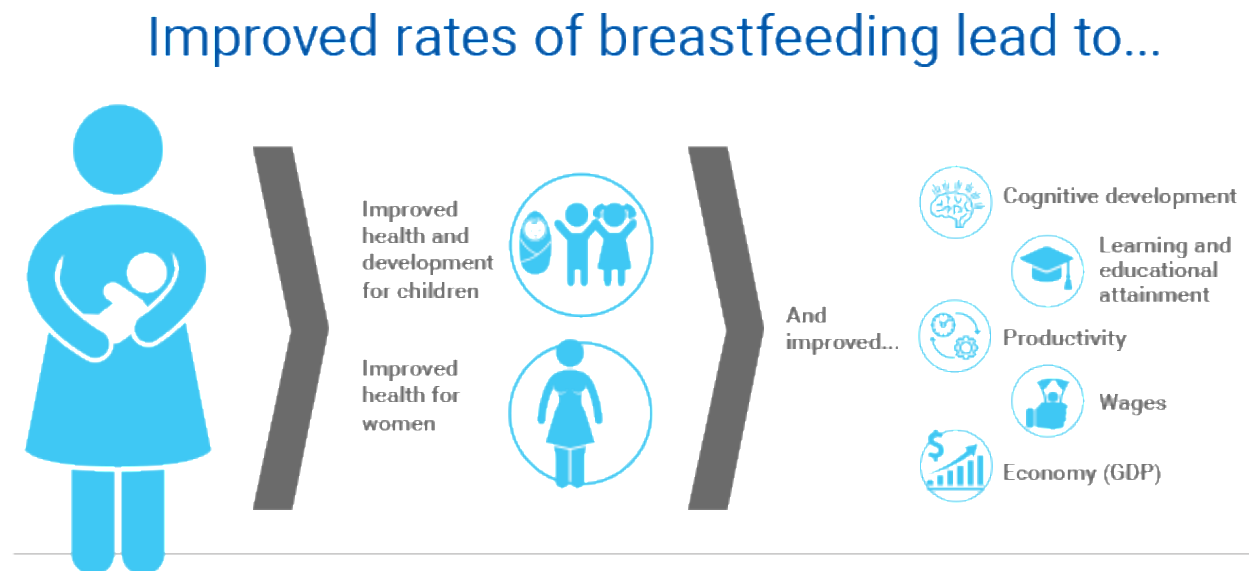 Improved rates of breastfeeding lead to...
Improved
health and
development
for children
Improved
health for
women
And
improved...
Cognitive development
Learning and
educational
attainment
Productivity
Wages
$
Economy (GDP)